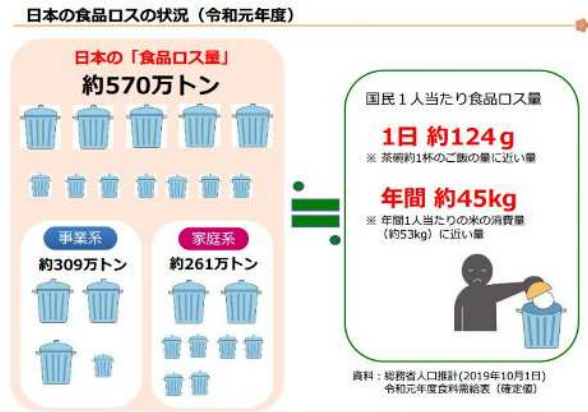 日本の食品ロスの状況（令和元年度）
日本の「食品ロス量」
約570万トン
事業系
約309万トン
家庭系
約261万トン
国民１人当たり食品ロス量
1日 約124g
※ 茶碗約1杯のご飯の量に近い量
年間 約45kg
※ 年間1人当たりの米の消費量
（約53kg）に近い量
資料：総務省人口推計(2019年10月1日)
令和元年度食料需給表（確定値）